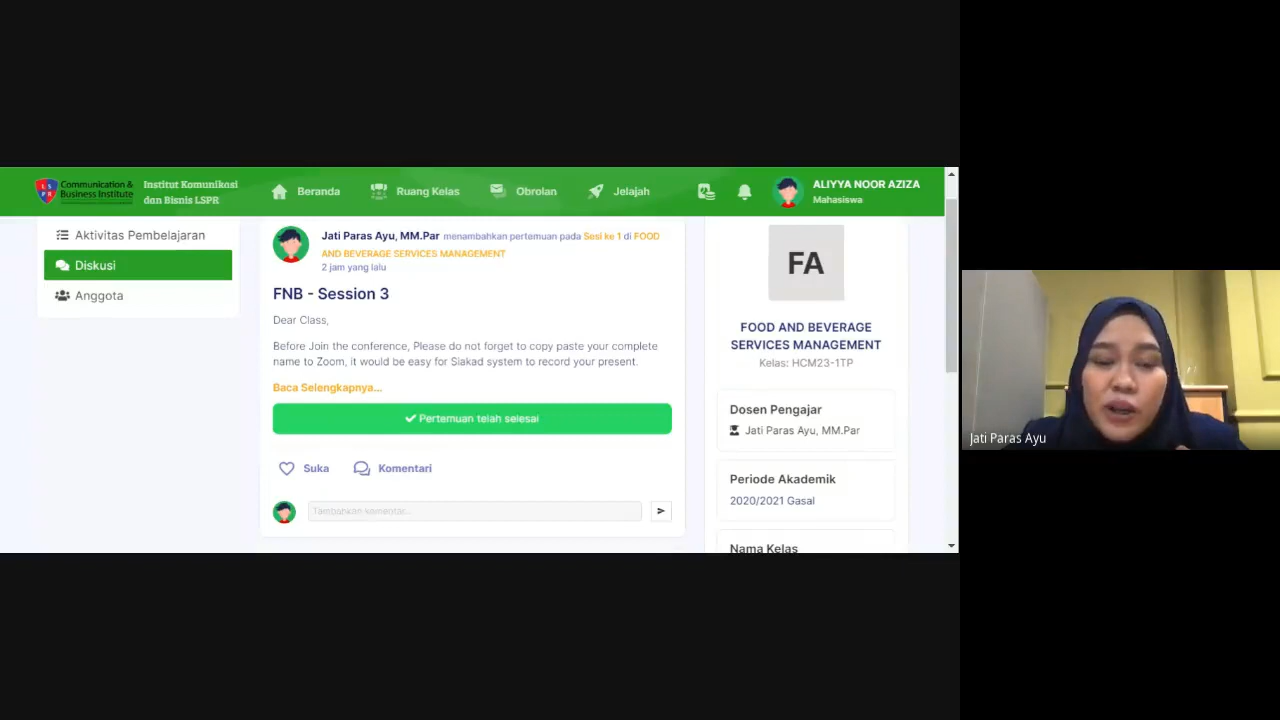 Communication &
Business Institute
Institut Komunikasi
dan Bisnis LSPR
Beranda
Ruang Kelas
Obrolan
Jelajah
ALIYYA NOOR AZIZA
Mahasiswa
Aktivitas Pembelajaran
Diskusi
Anggota
Jati Paras Ayu, MM.Par menambahkan pertemuan pada Sesi ke 1 di FOOD
AND BEVERAGE SERVICES MANAGEMENT
2 jam yang lalu
FNB - Session 3
Dear Class,
Before Join the conference, Please do not forget to copy paste your complete
name to Zoom, it would be easy for Siakad system to record your present.
Baca Selengkapnya...
Pertemuan telah selesai
Suka
Komentari
Tambahkan komentar...
FA
FOOD AND BEVERAGE
SERVICES MANAGEMENT
Kelas: HCM23-1TP
Dosen Pengajar
Jati Paras Ayu, MM.Par
Periode Akademik
2020/2021 Gasal
Nama Kelas
Jati Paras Ayu